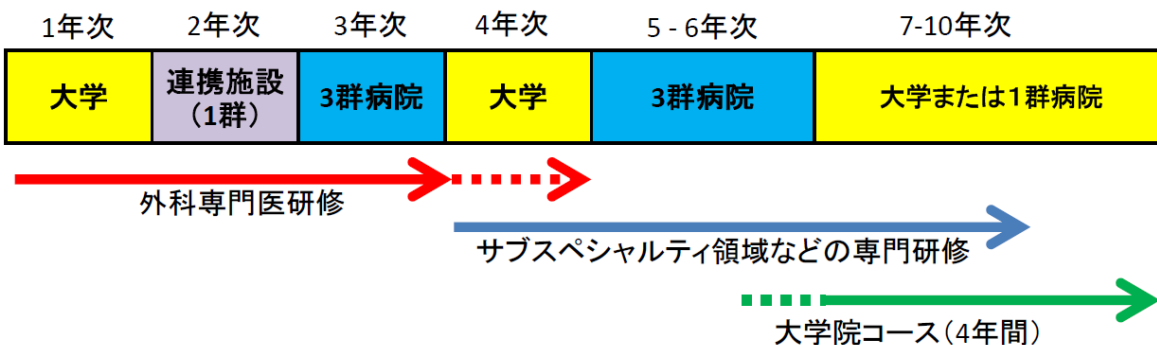 1年次 2年次 3年次 4年次 5 - 6年次 7-10年次
大学 連携施設 3群病院 大学 3群病院 大学または１群病院
（1群）
外科専門医研修
サブスペシャルティ領域などの専門研修
大学院コース（4年間）